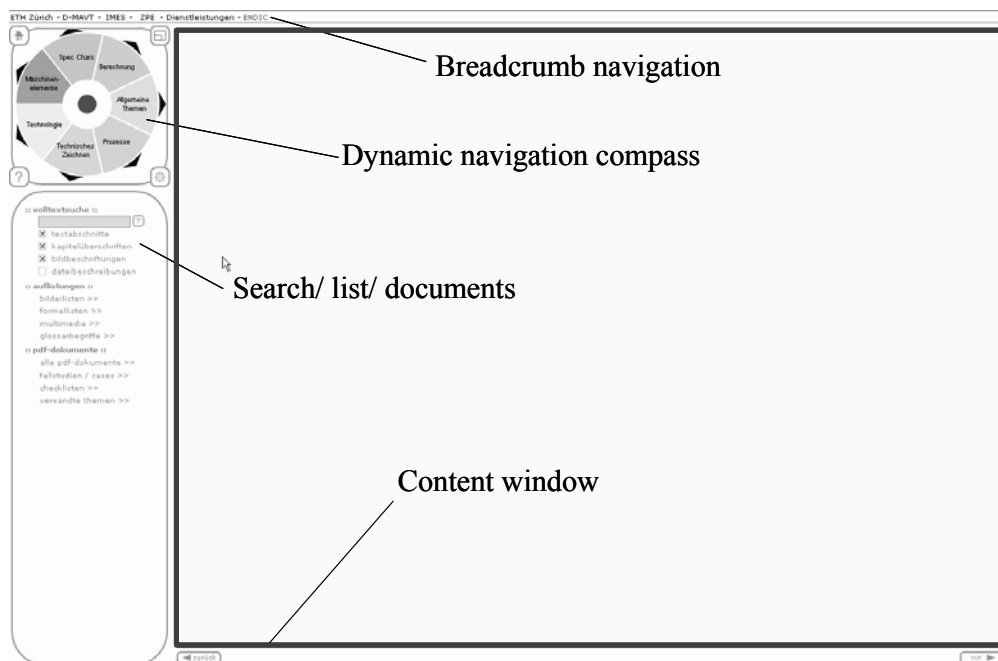 ETH Zürich • D-MAVT • IMES • ZPE • Dienstleistungen • ENDIC
Breadcrumb navigation
Spec Chars
Berechnung
Maschinen-
elemente
Allgemeine
Themen
Technologie
Prozesse
Technisches
Zeichnen
Dynamic navigation compass
?
:: volltextsuche ::
?
textabschnitte
kapitelüberschriften
bildbeschriftungen
dateibeschreibungen
Search/ list/ documents
:: auflistungen ::
bilderlisten >>
formellisten >>
multimedia >>
glossarbegriffe >>
:: pdf-dokumente ::
alle pdf-dokumente >>
fallstudien / cases >>
checklisten >>
verwandte themen >>
Content window
zurück
vor